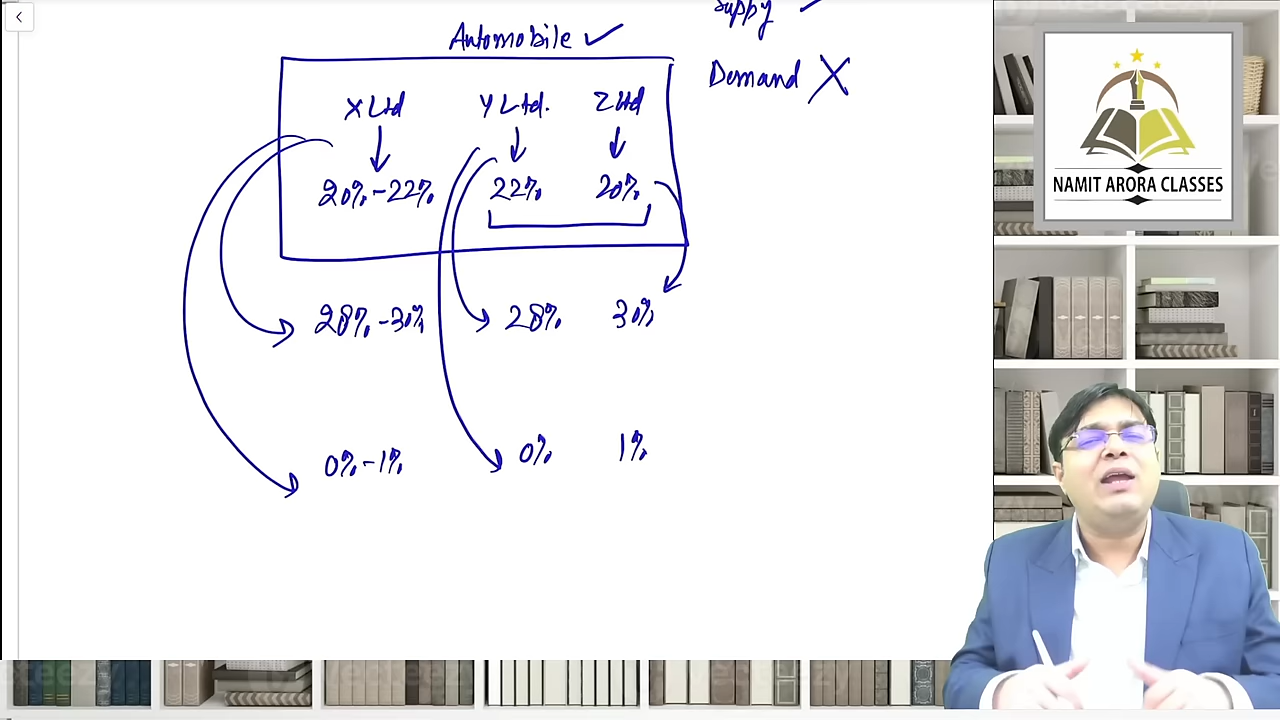 Suppy ✓
Automobile ✓
Demand X
X Ltd Y Ltd. Z Ltd
20%-22% 22% 20%
28%-30% 28% 30%
0%-1% 0% 1%
NAMIT ARORA CLASSES